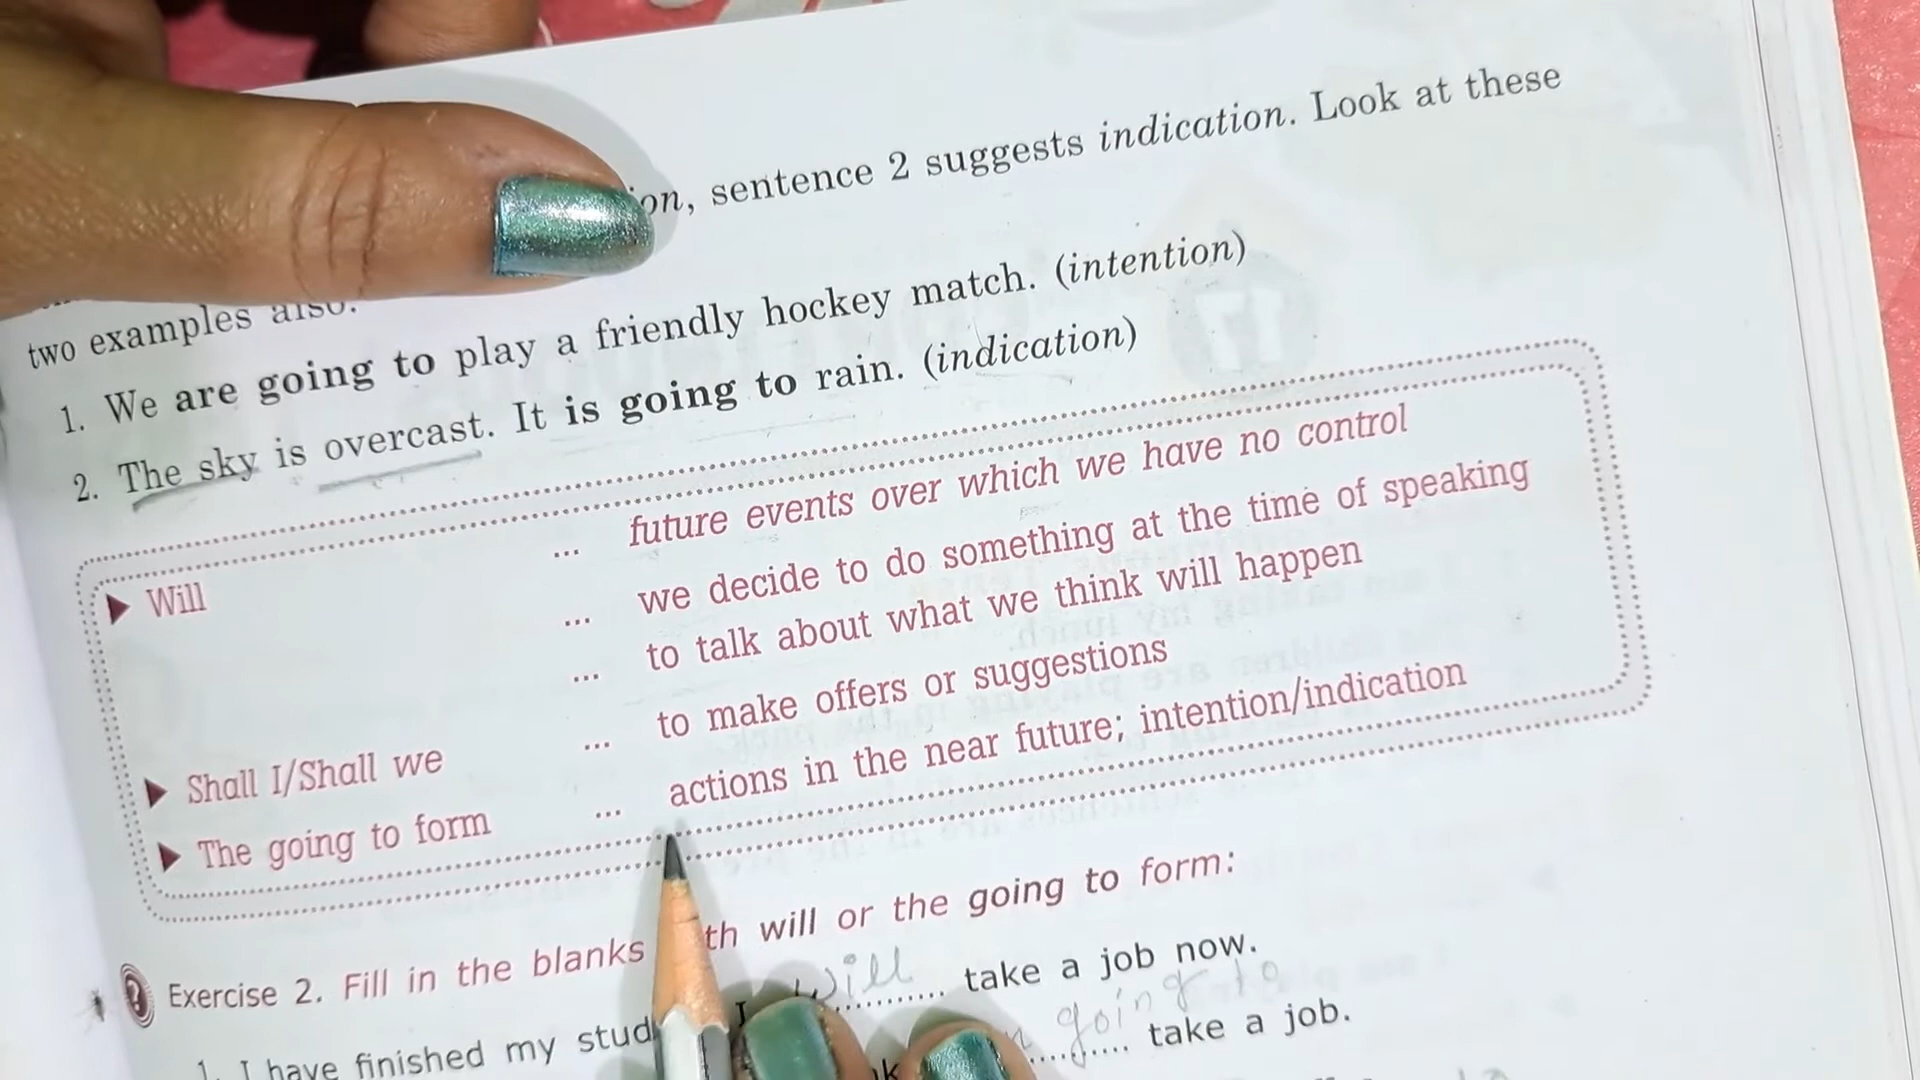 sentence 2 suggests indication. Look at these
two examples also.
1. We are going to play a friendly hockey match. (intention)
2. The sky is overcast. It is going to rain. (indication)
▶ Will ... future events over which we have no control
... we decide to do something at the time of speaking
... to talk about what we think will happen
▶ Shall I/Shall we ... to make offers or suggestions
▶ The going to form ... actions in the near future; intention/indication
Exercise 2. Fill in the blanks will or the going to form:
1. I have finished my I will take a job now.
going to take a job.